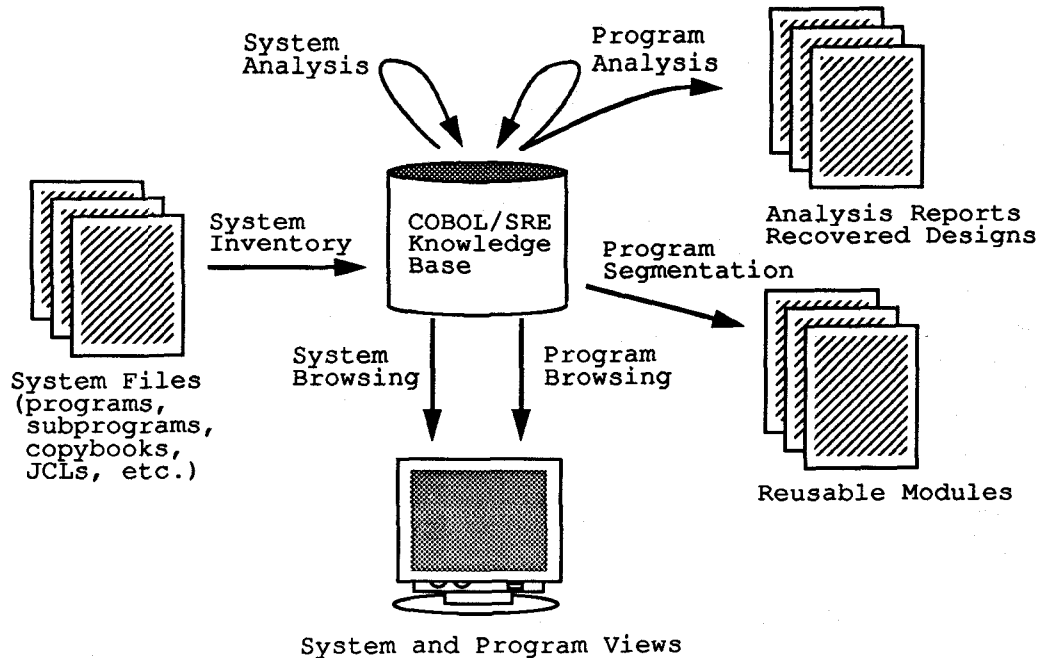 System
Analysis
Program
Analysis
System
Inventory
COBOL/SRE
Knowledge
Base
Analysis Reports
Recovered Designs
Program
Segmentation
System
Browsing
Program
Browsing
System Files
(programs,
subprograms,
copybooks,
JCLs, etc.)
Reusable Modules
System and Program Views